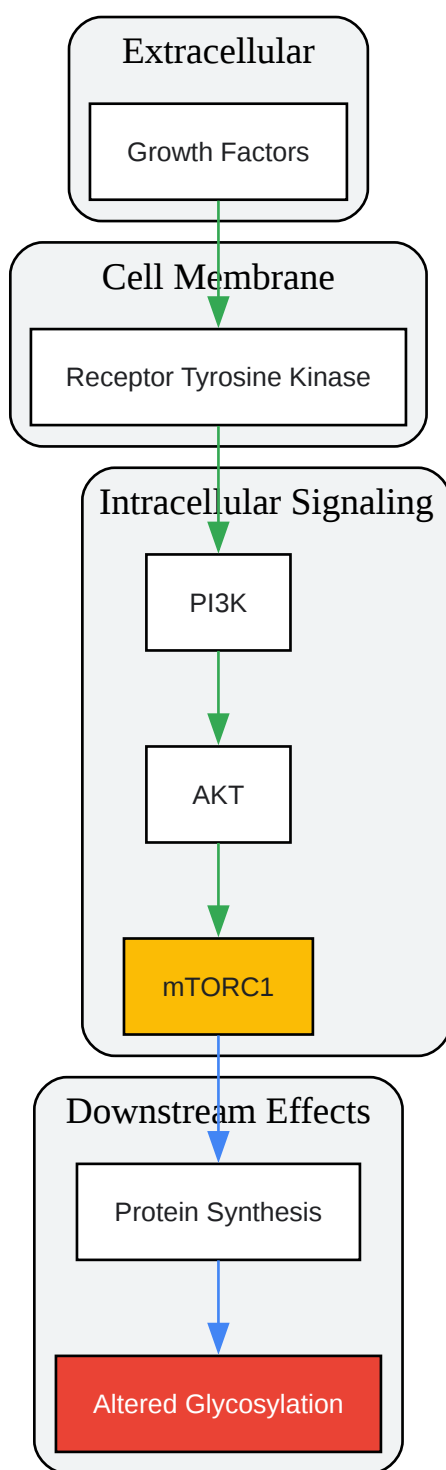 Extracellular
Growth Factors
Cell Membrane
Receptor Tyrosine Kinase
Intracellular Signaling
PI3K
AKT
mTORC1
Downstream Effects
Protein Synthesis
Altered Glycosylation